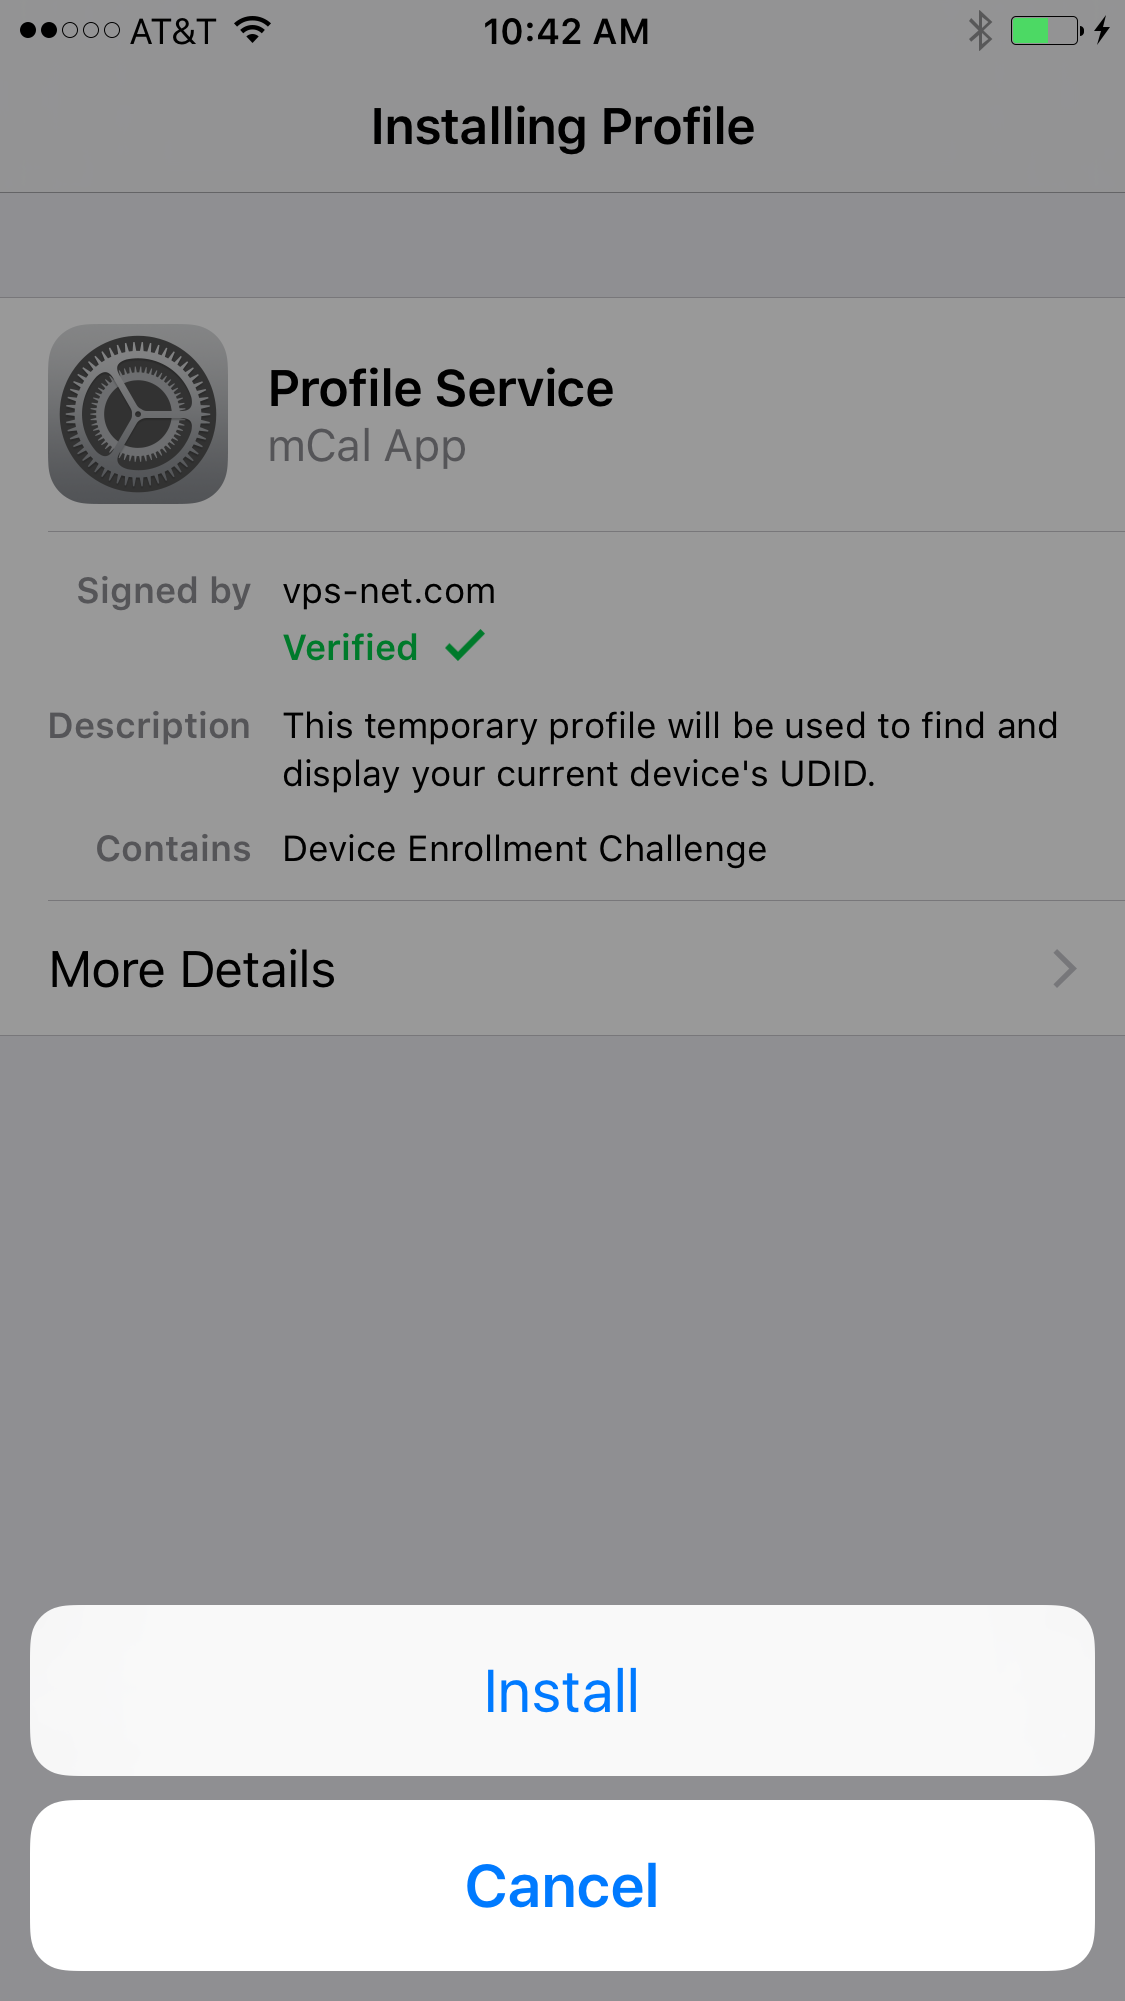 AT&T 10:42 AM
Installing Profile
Profile Service
mCal App
Signed by vps-net.com
Verified
Description This temporary profile will be used to find and
display your current device's UDID.
Contains Device Enrollment Challenge
More Details
Install
Cancel